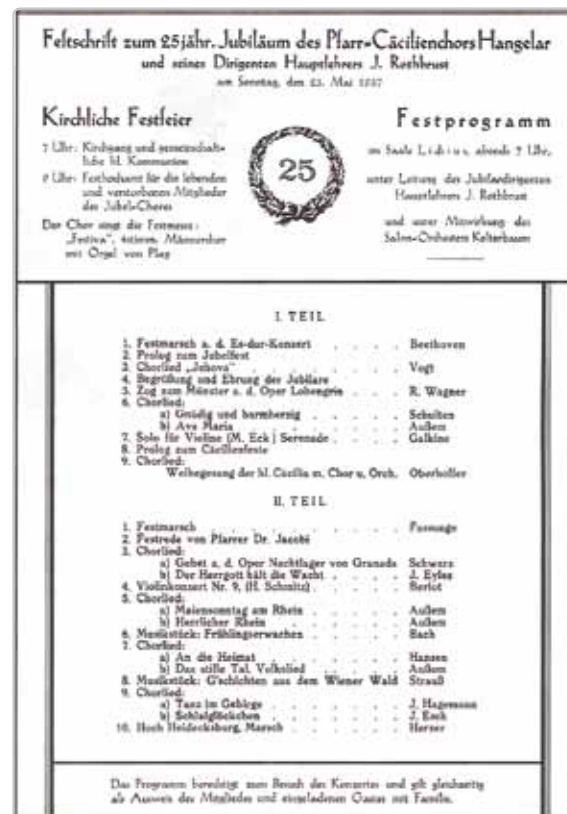 Festschrift zum 25jähr. Jubiläum des Pfarr-Cäcilienchors Hangelar
und seines Dirigenten Hauptlehrers J. Rothbrust
am Sonntag, den 23. Mai 1937
Kirchliche Festfeier
7 Uhr: Kirchgang und gemeinschaft-
liche hl. Kommunion
9 Uhr: Festhochamt für die lebenden
und verstorbenen Mitglieder
des Jubel-Chores
Der Chor singt die Festmesse:
„Festiva", 4stimm. Männerchor
mit Orgel von Plag
25
Festprogramm
im Saale Lidius, abends 7 Uhr,
unter Leitung des Jubilardirigenten
Hauptlehrers J. Rothbrust
und unter Mitwirkung des
Salon-Orchesters Kelterbaum
I. TEIL
1. Festmarsch a. d. Es-dur-Konzert . . . . Beethoven
2. Prolog zum Jubelfest
3. Chorlied „Jehova" . . . . . Vogt
4. Begrüßung und Ehrung der Jubilare
5. Zug zum Münster a. d. Oper Lohengrin . . . R. Wagner
6. Chorlied:
a) Gnädig und barmherzig . . . . . Schulten
b) Ave Maria . . . . . Außem
7. Solo für Violine (M. Eck) Serenade . . . . Galkine
8. Prolog zum Cäcilienfeste
9. Chorlied:
Weihegesang der hl. Cäcilia m. Chor u. Orch. Oberhoffer
II. TEIL
1. Festmarsch . . . . .
2. Festrede von Pfarrer Dr. Jacobi
3. Chorlied:
a) Gebet a. d. Oper Nachtlager von Granada Schwarz
b) Der Herrgott hält die Wacht . . . .
4. Violinkonzert Nr. 9, (H. Schmitz) . . . . Beriot
5. Chorlied:
a) Maiensonntag am Rhein . . . . Außem
b) Herrlicher Rhein . . . . . Außem
6. Musikstück: Frühlingserwachen . . . . Bach
7. Chorlied:
a) An die Heimat . . . . . Hansen
b) Das stille Tal, Volkslied . . . . Außem
8. Musikstück: G'schichten aus dem Wiener Wald Strauß
9. Chorlied:
a) Tanz im Gebirge . . . . . J. Hagemann
b) Schlafglöckchen . . . . . J. Esch
10. Hoch Heidecksburg, Marsch . . . . Herzer
Das Programm berechtigt zum Besuch des Konzertes und gilt gleichzeitig
als Ausweis des Mitgliedes und eingeladenen Gastes mit Familie.